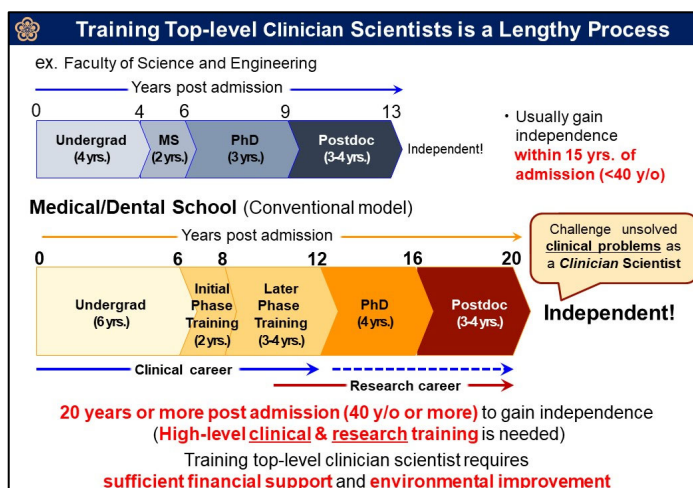 Training Top-level Clinician Scientists is a Lengthy Process
ex. Faculty of Science and Engineering
Years post admission
0 4 6 9 13
Undergrad
(4 yrs.)
MS
(2 yrs.)
PhD
(3 yrs.)
Postdoc
(3-4 yrs.)
Independent!
・Usually gain
independence
within 15 yrs. of
admission (<40 y/o)
Medical/Dental School (Conventional model)
Years post admission
0 6 8 12 16 20
Undergrad
(6 yrs.)
Initial
Phase
Training
(2 yrs.)
Later
Phase
Training
(3-4 yrs.)
PhD
(4 yrs.)
Postdoc
(3-4 yrs.)
Challenge unsolved
clinical problems as
a Clinician Scientist
Independent!
Clinical career
Research career
20 years or more post admission (40 y/o or more) to gain independence
(High-level clinical & research training is needed)
Training top-level clinician scientist requires
sufficient financial support and environmental improvement